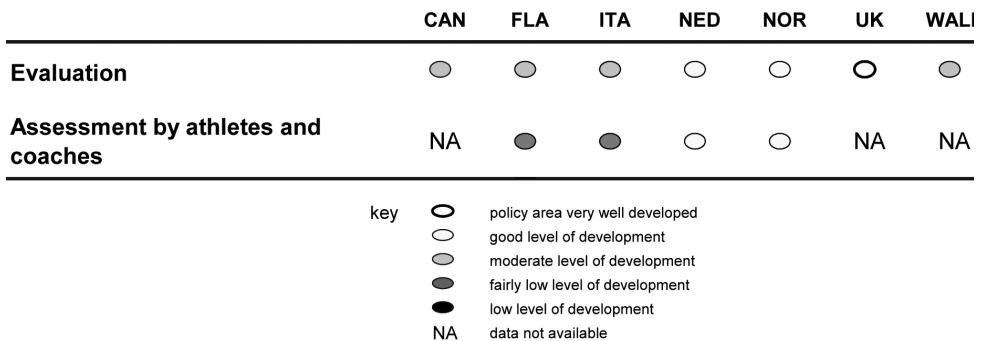 CAN FLA ITA NED NOR UK WALL
Evaluation
Assessment by athletes and
coaches
NA NA NA
key
policy area very well developed
good level of development
moderate level of development
fairly low level of development
low level of development
NA data not available